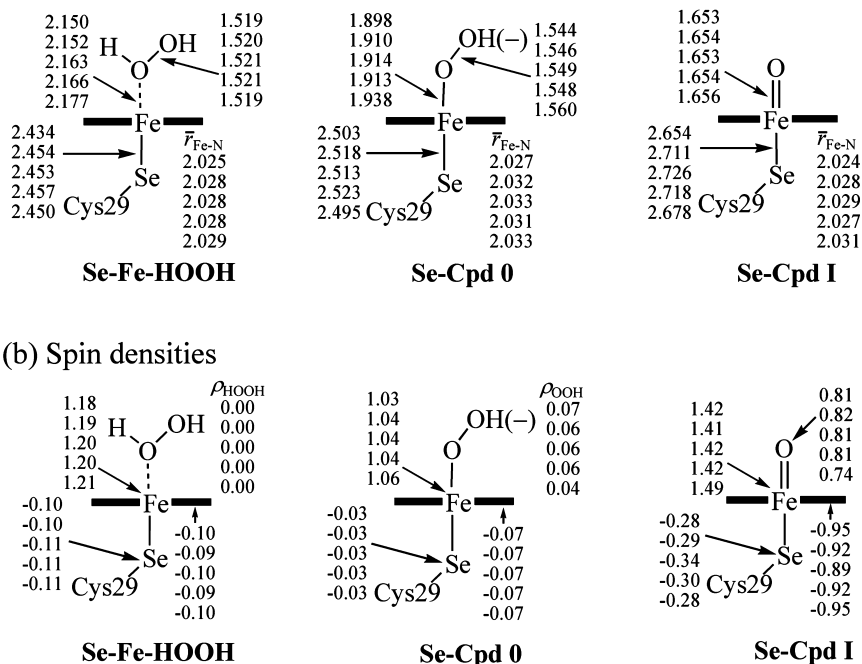 2.150
2.152
2.163
2.166
2.177
H
OH
O
1.519
1.520
1.521
1.521
1.519
Fe
2.434
2.454
2.453
2.457
2.450
Se
Cys29
r̄Fe-N
2.025
2.028
2.028
2.028
2.029
Se-Fe-HOOH
1.898
1.910
1.914
1.913
1.938
OH(−)
O
1.544
1.546
1.549
1.548
1.560
Fe
2.503
2.518
2.513
2.523
2.495
Se
Cys29
r̄Fe-N
2.027
2.032
2.033
2.031
2.033
Se-Cpd 0
1.653
1.654
1.653
1.654
1.656
O
Fe
2.654
2.711
2.726
2.718
2.678
Se
Cys29
r̄Fe-N
2.024
2.028
2.029
2.027
2.031
Se-Cpd I
(b) Spin densities
1.18
1.19
1.20
1.20
1.21
H
OH
O
ρHOOH
0.00
0.00
0.00
0.00
0.00
Fe
-0.10
-0.10
-0.11
-0.11
-0.11
Se
Cys29
-0.10
-0.09
-0.10
-0.09
-0.10
Se-Fe-HOOH
1.03
1.04
1.04
1.04
1.06
OH(−)
O
ρOOH
0.07
0.06
0.06
0.06
0.04
Fe
-0.03
-0.03
-0.03
-0.03
-0.03
Se
Cys29
-0.07
-0.07
-0.07
-0.07
-0.07
Se-Cpd 0
1.42
1.41
1.42
1.42
1.49
O
0.81
0.82
0.81
0.81
0.74
Fe
-0.28
-0.29
-0.34
-0.30
-0.28
Se
Cys29
-0.95
-0.92
-0.89
-0.92
-0.95
Se-Cpd I